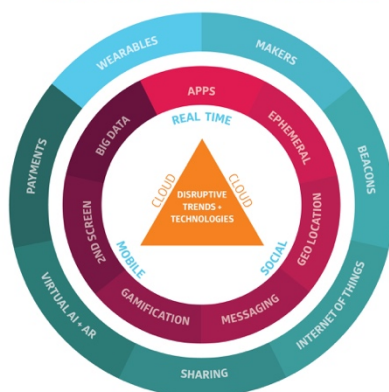 WEARABLES
MAKERS
BEACONS
INTERNET OF THINGS
SHARING
VIRTUAL AI + AR
PAYMENTS
APPS
EPHEMERAL
GEO LOCATION
MESSAGING
GAMIFICATION
2ND SCREEN
BIG DATA
REAL TIME
SOCIAL
MOBILE
CLOUD
CLOUD
DISRUPTIVE
TRENDS +
TECHNOLOGIES